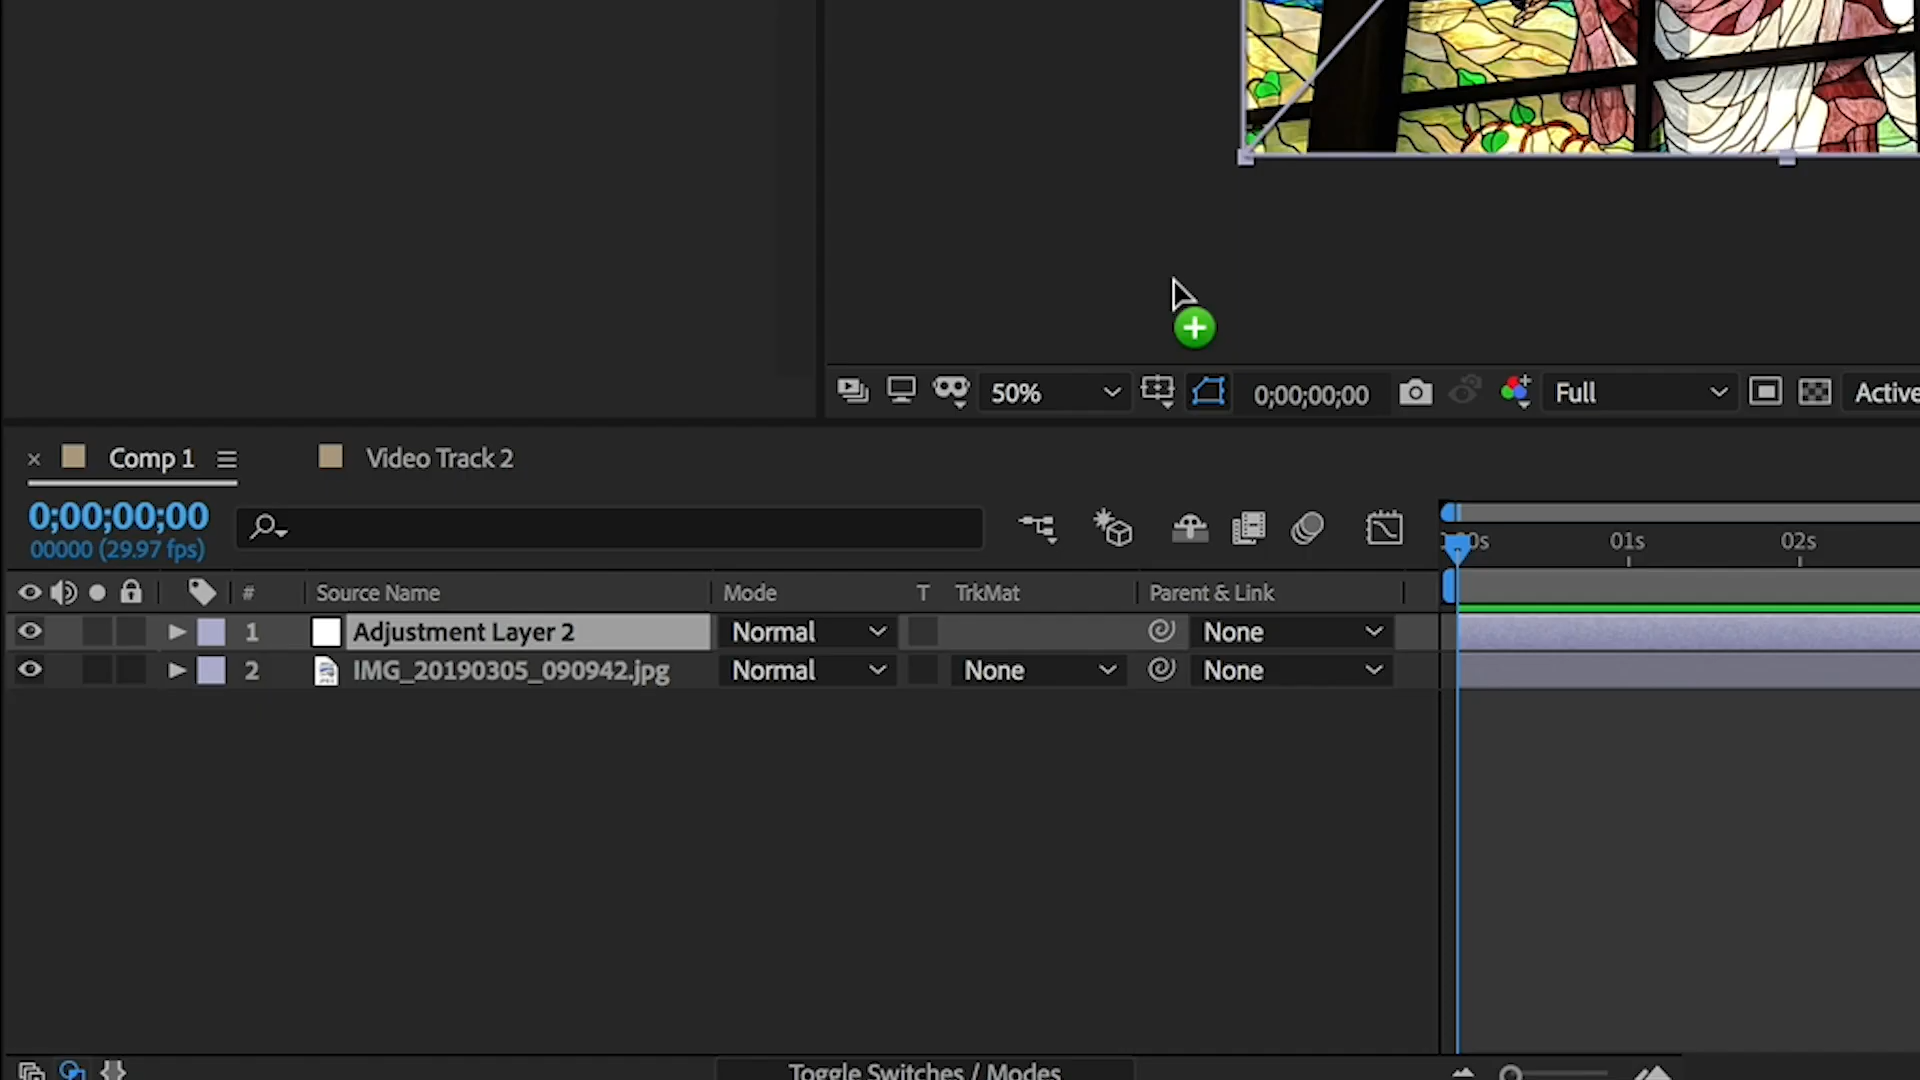 50%
0;00;00;00
Full
Active
× Comp 1
Video Track 2
0;00;00;00
00000 (29.97 fps)
01s
02s
# Source Name Mode T TrkMat Parent & Link
1 Adjustment Layer 2 Normal None
2 IMG_20190305_090942.jpg Normal None None
Toggle Switches / Modes